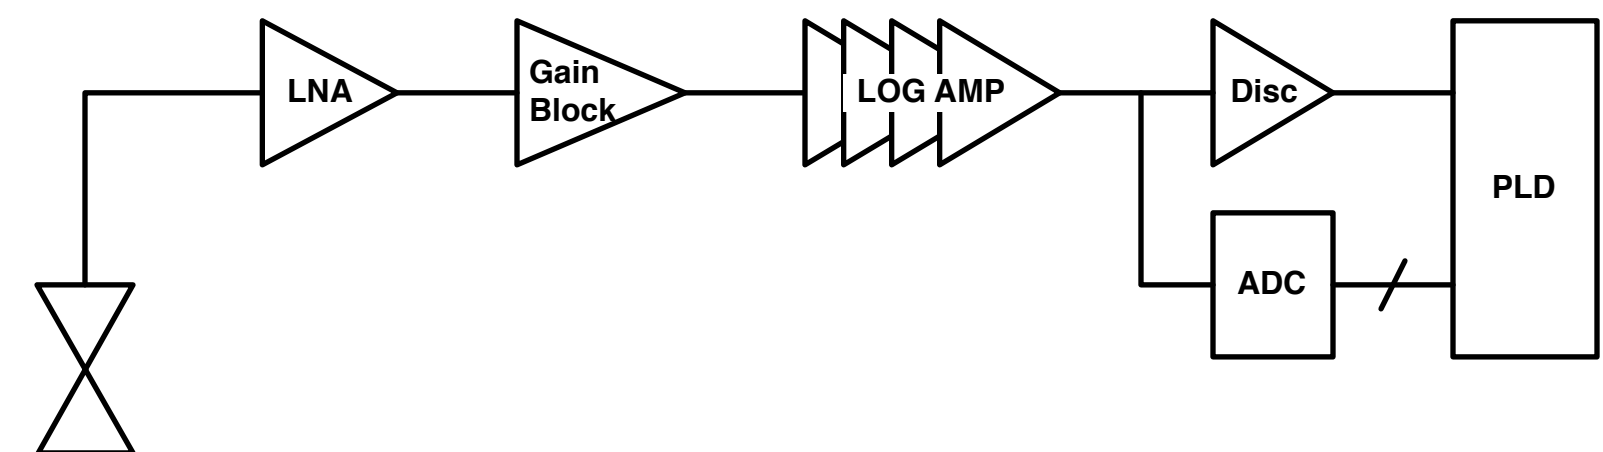 LNA
Gain
Block
LOG AMP
Disc
PLD
ADC